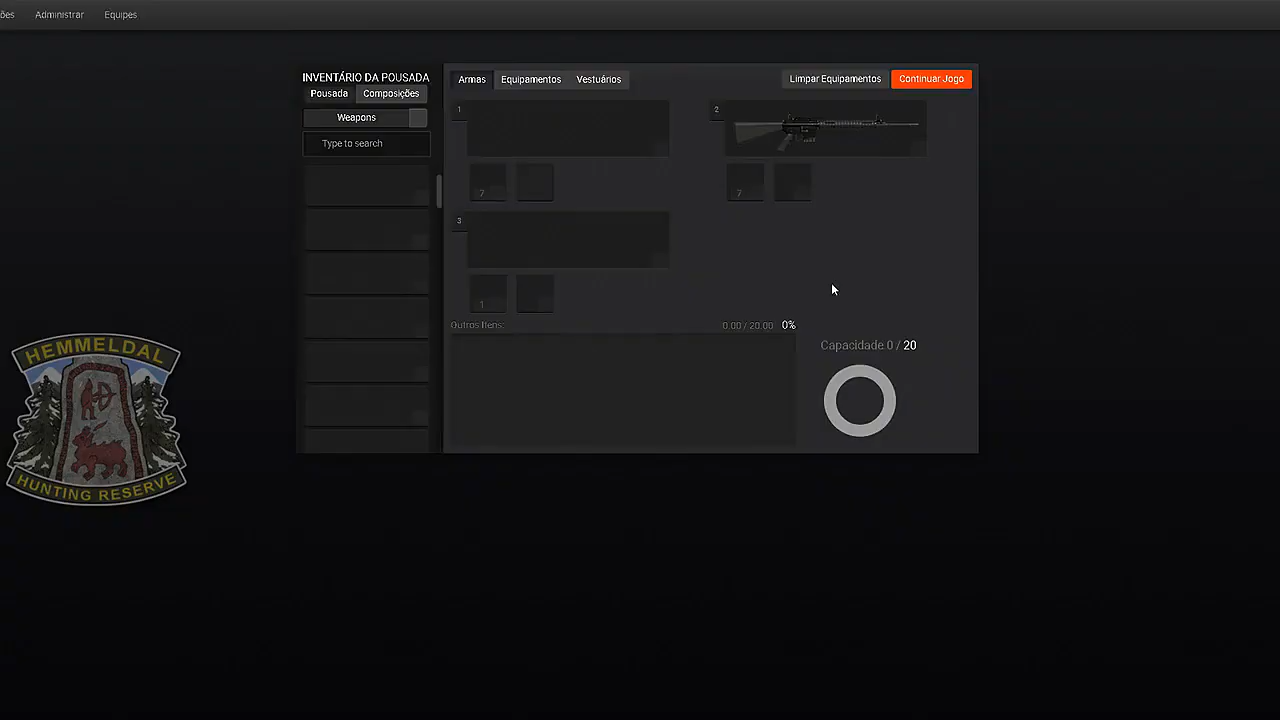 ões Administrar Equipes
INVENTÁRIO DA POUSADA
Pousada Composições
Weapons
Type to search
Armas Equipamentos Vestuários Limpar Equipamentos Continuar Jogo
1 2
7 7
3
1
Outros Itens: 0.00 / 20.00 0%
Capacidade 0 / 20
HEMMELDAL
HUNTING RESERVE